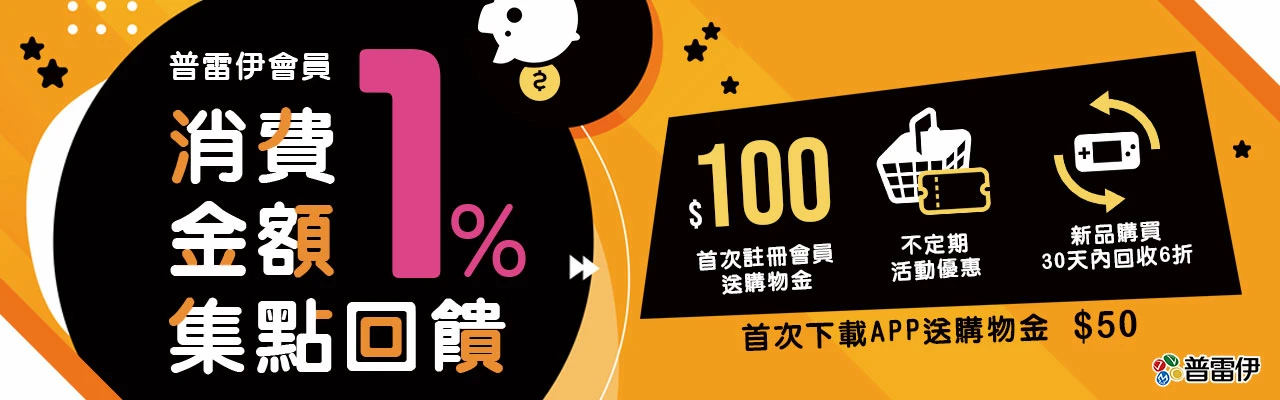 普雷伊會員
消費
金額
集點回饋
1%
$100
首次註冊會員
送購物金
不定期
活動優惠
新品購買
30天內回收6折
首次下載APP送購物金 $50
普雷伊